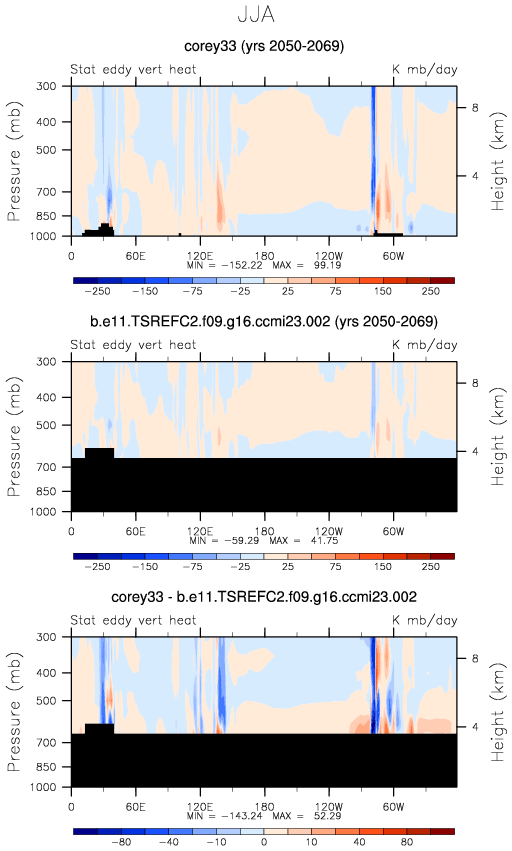 JJA
corey33 (yrs 2050-2069)
Stat eddy vert heat K mb/day
300
400
500
700
850
1000
Pressure (mb)
8
4
Height (km)
0 60E 120E 180 120W 60W
MIN = -152.22 MAX = 99.19
-250 -150 -75 -25 25 75 150 250
b.e11.TSREFC2.f09.g16.ccmi23.002 (yrs 2050-2069)
Stat eddy vert heat K mb/day
300
400
500
700
850
1000
Pressure (mb)
8
4
Height (km)
0 60E 120E 180 120W 60W
MIN = -59.29 MAX = 41.75
-250 -150 -75 -25 25 75 150 250
corey33 - b.e11.TSREFC2.f09.g16.ccmi23.002
Stat eddy vert heat K mb/day
300
400
500
700
850
1000
Pressure (mb)
8
4
Height (km)
0 60E 120E 180 120W 60W
MIN = -143.24 MAX = 52.29
-80 -40 -10 0 10 40 80